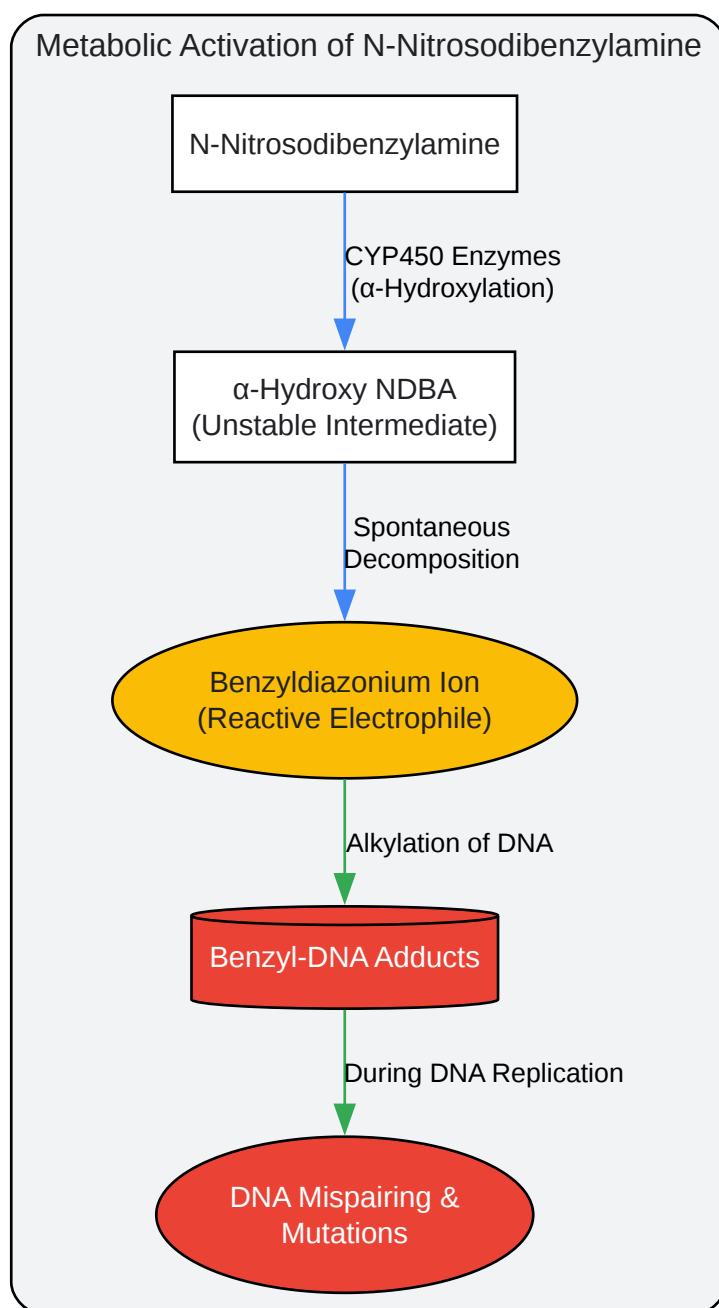 Metabolic Activation of N-Nitrosodibenzylamine
N-Nitrosodibenzylamine
CYP450 Enzymes
(α-Hydroxylation)
α-Hydroxy NDBA
(Unstable Intermediate)
Spontaneous
Decomposition
Benzyldiazonium Ion
(Reactive Electrophile)
Alkylation of DNA
Benzyl-DNA Adducts
During DNA Replication
DNA Mispairing &
Mutations